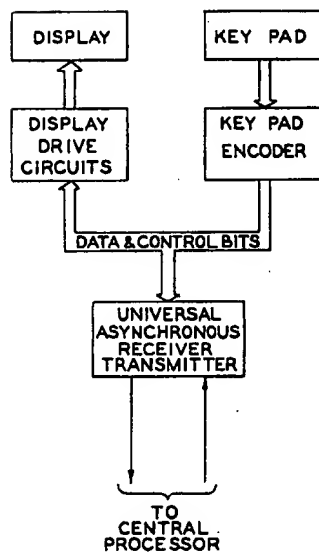 DISPLAY
KEY PAD
DISPLAY
DRIVE
CIRCUITS
KEY PAD
ENCODER
DATA & CONTROL BITS
UNIVERSAL
ASYNCHRONOUS
RECEIVER
TRANSMITTER
TO
CENTRAL
PROCESSOR